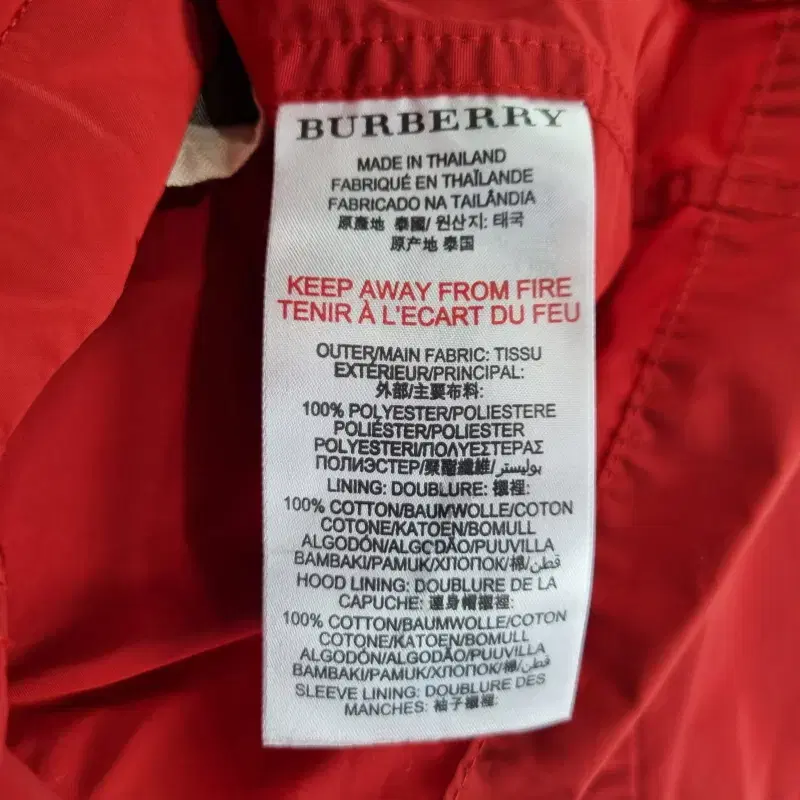 BURBERRY
MADE IN THAILAND
FABRIQUÉ EN THAÏLANDE
FABRICADO NA TAILÂNDIA
原產地 泰國/ 원산지: 태국
原产地 泰国
KEEP AWAY FROM FIRE
TENIR À L'ECART DU FEU
OUTER/MAIN FABRIC: TISSU
EXTÉRIEUR/PRINCIPAL:
外部/主要布料:
100% POLYESTER/POLIESTERE
POLIÉSTER/POLIESTER
POLYESTERI/ΠΟΛΥΕΣΤΕΡΑΣ
ПОЛИЭСТЕР/聚酯纖維/بوليستر
LINING: DOUBLURE: 襯裡:
100% COTTON/BAUMWOLLE/COTON
COTONE/KATOEN/BOMULL
ALGODÓN/ALGODÃO/PUUVILLA
BAMBAKI/PAMUK/ХЛОПОК/棉/قطن
HOOD LINING: DOUBLURE DE LA
CAPUCHE: 連身帽襯裡:
100% COTTON/BAUMWOLLE/COTON
COTONE/KATOEN/BOMULL
ALGODÓN/ALGODÃO/PUUVILLA
BAMBAKI/PAMUK/ХЛОПОК/棉/قطن
SLEEVE LINING: DOUBLURE DES
MANCHES: 袖子襯裡: